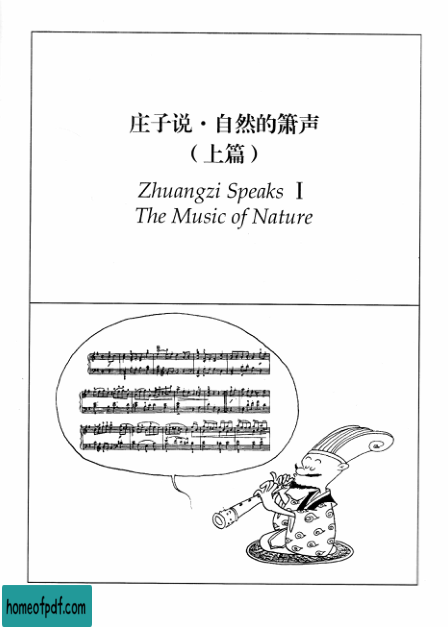 庄子说·自然的箫声
（上篇）
Zhuangzi Speaks Ⅰ
The Music of Nature
homeofpdf.com